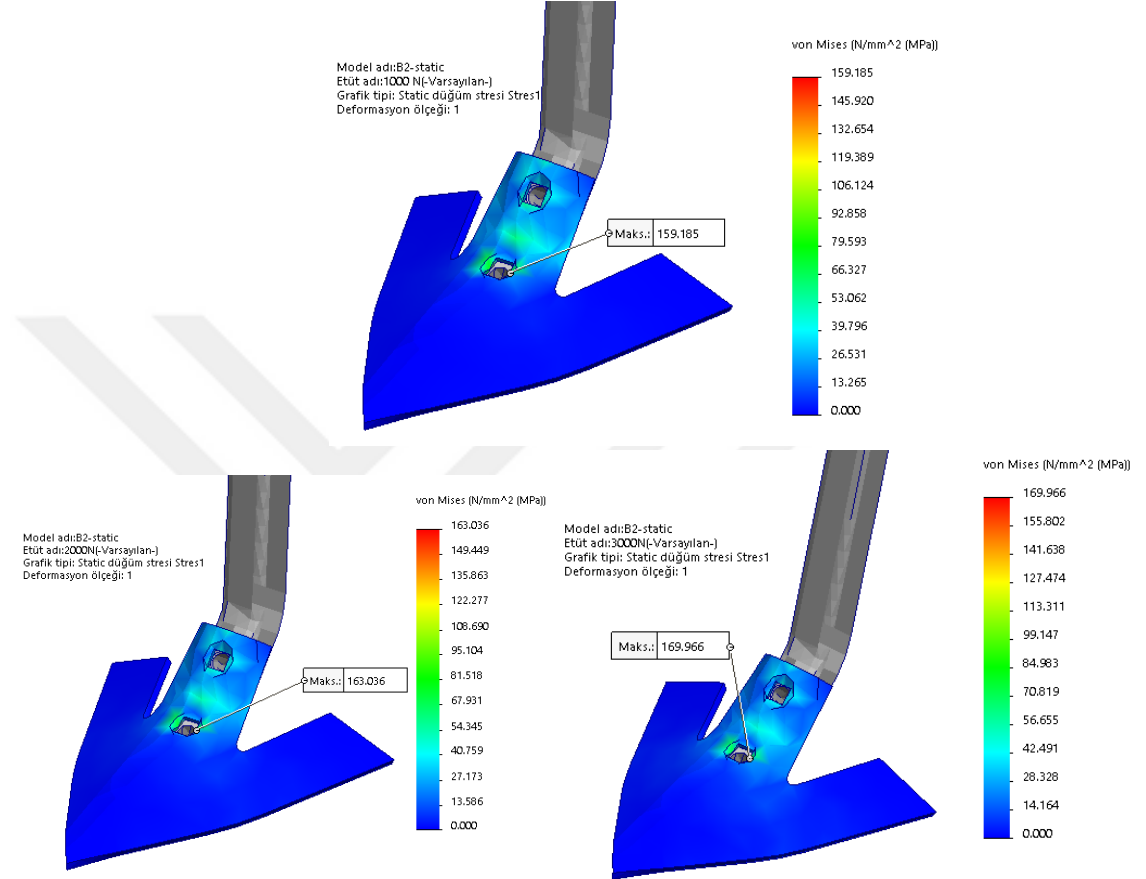 von Mises (N/mm^2 (MPa))
Model adı:B2-static
Etüt adı:1000 N(-Varsayılan-)
Grafik tipi: Static düğüm stresi Stres1
Deformasyon ölçeği: 1
159.185
145.920
132.654
119.389
106.124
92.858
79.593
66.327
53.062
39.796
26.531
13.265
0.000
Maks.: 159.185
von Mises (N/mm^2 (MPa))
Model adı:B2-static
Etüt adı:2000N(-Varsayılan-)
Grafik tipi: Static düğüm stresi Stres1
Deformasyon ölçeği: 1
163.036
149.449
135.863
122.277
108.690
95.104
81.518
67.931
54.345
40.759
27.173
13.586
0.000
Maks.: 163.036
von Mises (N/mm^2 (MPa))
Model adı:B2-static
Etüt adı:3000N(-Varsayılan-)
Grafik tipi: Static düğüm stresi Stres1
Deformasyon ölçeği: 1
169.966
155.802
141.638
127.474
113.311
99.147
84.983
70.819
56.655
42.491
28.328
14.164
0.000
Maks.: 169.966